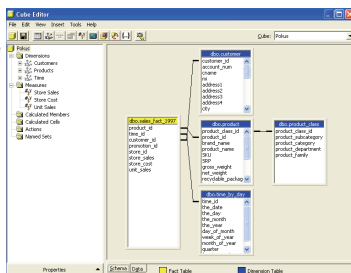 Cube Editor
File Edit View Insert Tools Help
Cube: Polkus
Polkus
Dimensions
Customers
Products
Time
Measures
Store Sales
Store Cost
Unit Sales
Calculated Members
Calculated Cells
Actions
Named Sets
dbo.sales_fact_1997
product_id
time_id
customer_id
promotion_id
store_id
store_sales
store_cost
unit_sales
dbo.customer
customer_id
account_num
cname
mi
address1
address2
address3
address4
city
dbo.product
product_class_id
product_id
brand_name
product_name
SKU
SRP
gross_weight
net_weight
recyclable_packag
dbo.product_class
product_class_id
product_subcategory
product_category
product_department
product_family
dbo.time_by_day
time_id
the_date
the_day
the_month
the_year
day_of_month
week_of_year
month_of_year
quarter
Properties
Schema Data
Fact Table
Dimension Table